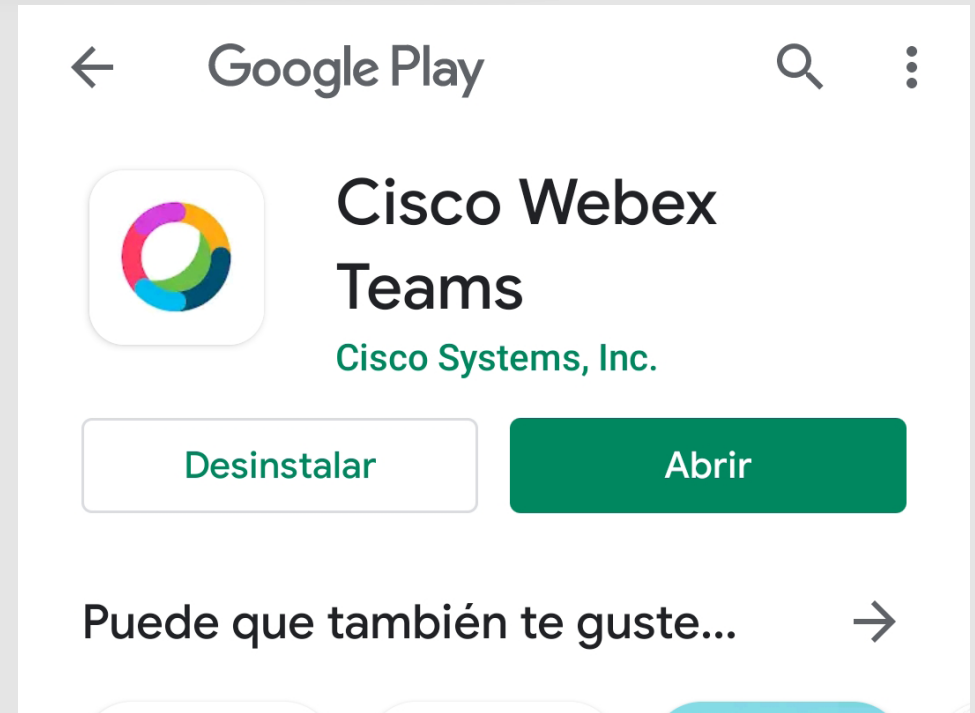 Google Play
Cisco Webex
Teams
Cisco Systems, Inc.
Desinstalar
Abrir
Puede que también te guste...